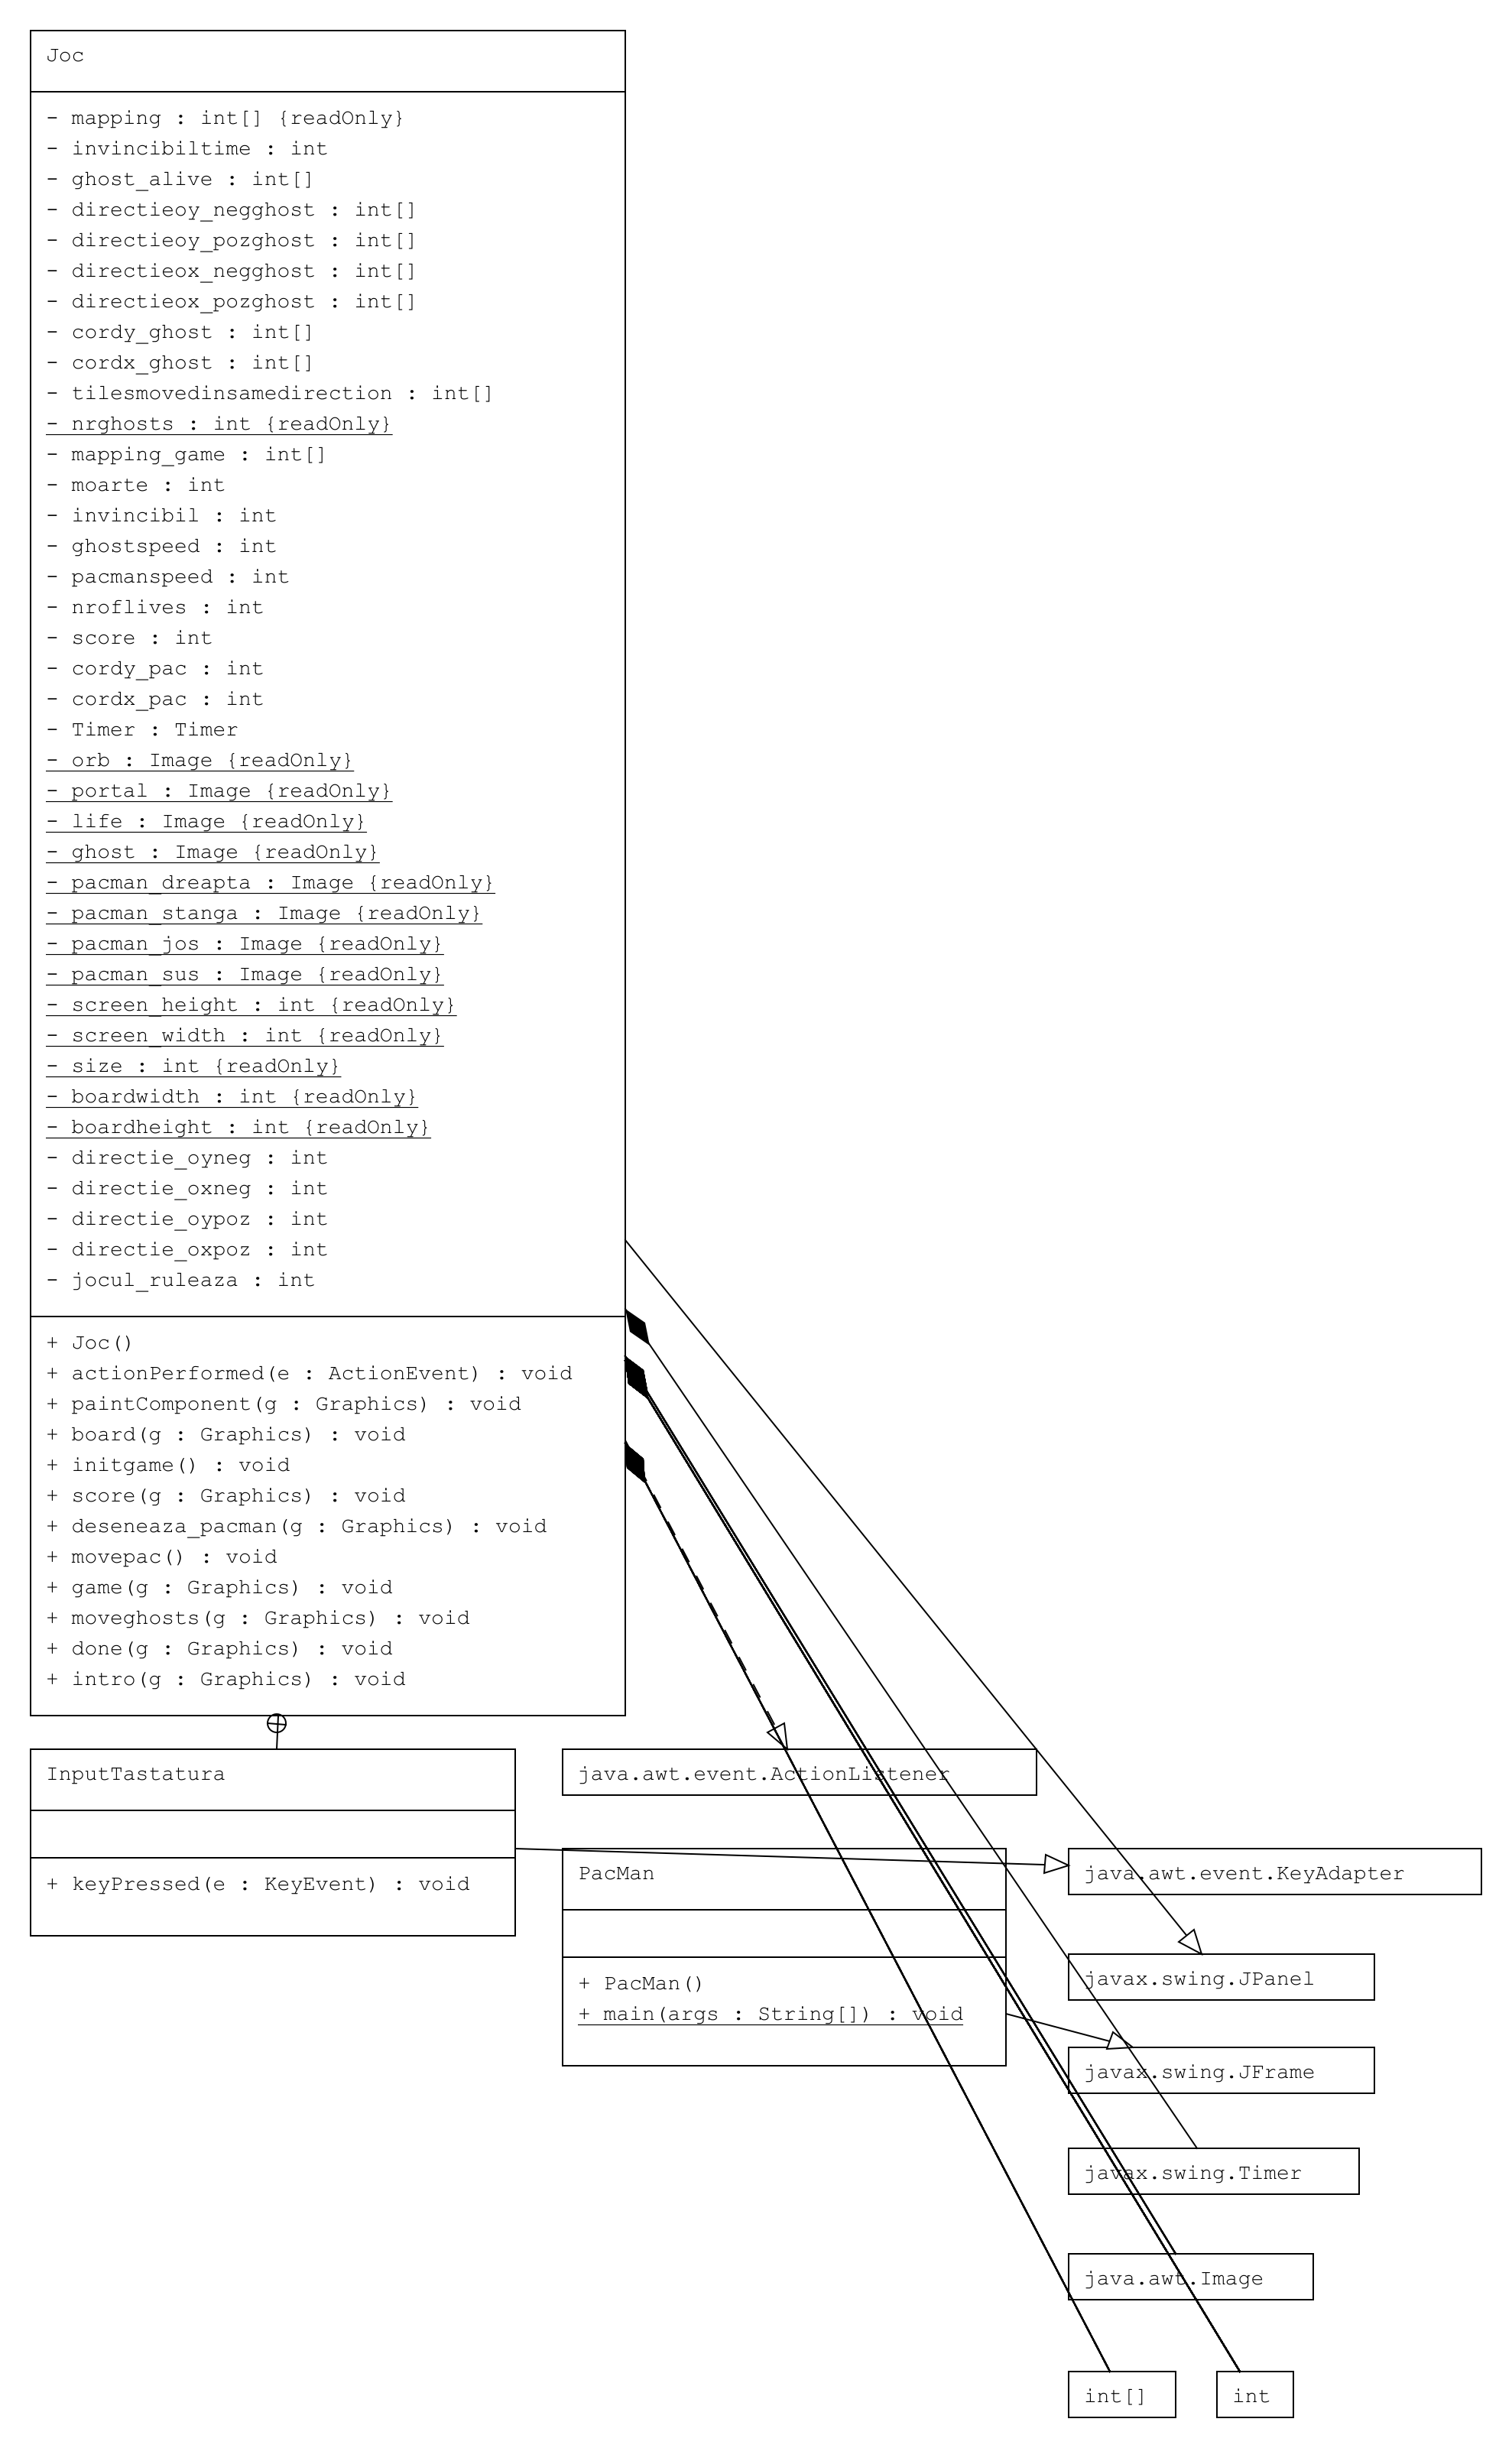 Joc
- mapping : int[] {readOnly}
- invincibiltime : int
- ghost_alive : int[]
- directieoy_negghost : int[]
- directieoy_pozghost : int[]
- directieox_negghost : int[]
- directieox_pozghost : int[]
- cordy_ghost : int[]
- cordx_ghost : int[]
- tilesmovedinsamedirection : int[]
- nrghosts : int {readOnly}
- mapping_game : int[]
- moarte : int
- invincibil : int
- ghostspeed : int
- pacmanspeed : int
- nroflives : int
- score : int
- cordy_pac : int
- cordx_pac : int
- Timer : Timer
- orb : Image {readOnly}
- portal : Image {readOnly}
- life : Image {readOnly}
- ghost : Image {readOnly}
- pacman_dreapta : Image {readOnly}
- pacman_stanga : Image {readOnly}
- pacman_jos : Image {readOnly}
- pacman_sus : Image {readOnly}
- screen_height : int {readOnly}
- screen_width : int {readOnly}
- size : int {readOnly}
- boardwidth : int {readOnly}
- boardheight : int {readOnly}
- directie_oyneg : int
- directie_oxneg : int
- directie_oypoz : int
- directie_oxpoz : int
- jocul_ruleaza : int
+ Joc()
+ actionPerformed(e : ActionEvent) : void
+ paintComponent(g : Graphics) : void
+ board(g : Graphics) : void
+ initgame() : void
+ score(g : Graphics) : void
+ deseneaza_pacman(g : Graphics) : void
+ movepac() : void
+ game(g : Graphics) : void
+ moveghosts(g : Graphics) : void
+ done(g : Graphics) : void
+ intro(g : Graphics) : void
InputTastatura
+ keyPressed(e : KeyEvent) : void
java.awt.event.ActionListener
PacMan
+ PacMan()
+ main(args : String[]) : void
java.awt.event.KeyAdapter
javax.swing.JPanel
javax.swing.JFrame
javax.swing.Timer
java.awt.Image
int[]
int